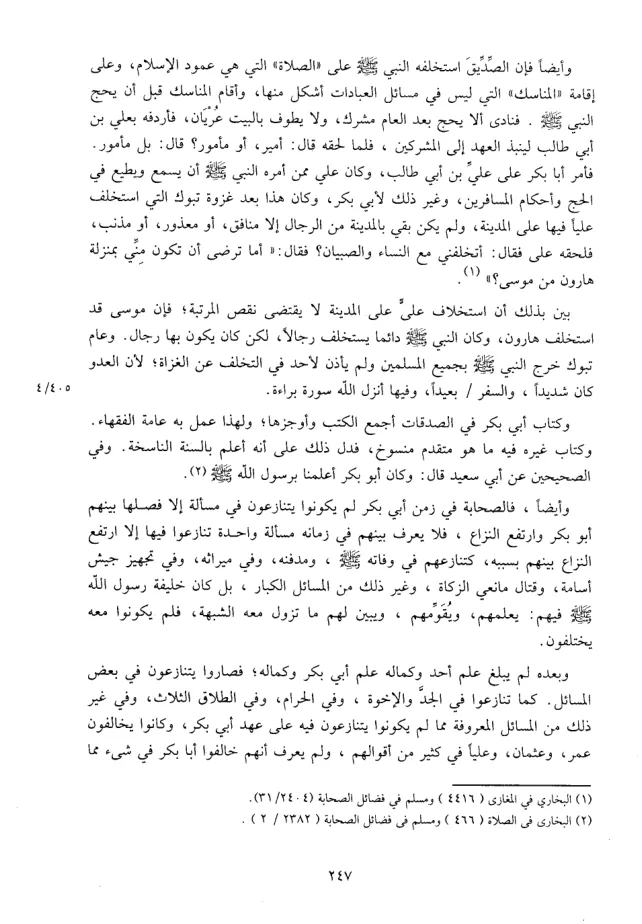 وأيضاً فإن الصِّدِّيقَ استخلفه النبي ﷺ على «الصلاة» التي هي عمود الإسلام، وعلى
إقامة «المناسك» التي ليس في مسائل العبادات أشكل منها، وأقام المناسك قبل أن يحج
النبي ﷺ . فنادى ألا يحج بعد العام مشرك، ولا يطوف بالبيت عُرْيَان، فأردفه بعلي بن
أبي طالب لينبذ العهد إلى المشركين ، فلما لحقه قال: أمير، أو مأمور؟ قال: بل مأمور.
فأمر أبا بكر على عليِّ بن أبي طالب، وكان علي ممن أمره النبي ﷺ أن يسمع ويطيع في
الحج وأحكام المسافرين، وغير ذلك لأبي بكر، وكان هذا بعد غزوة تبوك التي استخلف
علياً فيها على المدينة، ولم يكن بقي بالمدينة من الرجال إلا منافق، أو معذور، أو مذنب،
فلحقه على فقال: أتخلفني مع النساء والصبيان؟ فقال:« أما ترضى أن تكون مِنِّي بمنزلة
هارون من موسى؟» (١).
بين بذلك أن استخلاف عليٍّ على المدينة لا يقتضى نقص المرتبة؛ فإن موسى قد
استخلف هارون، وكان النبي ﷺ دائما يستخلف رجالاً، لكن كان يكون بها رجال. وعام
تبوك خرج النبي ﷺ بجميع المسلمين ولم يأذن لأحد في التخلف عن الغزاة؛ لأن العدو
كان شديداً ، والسفر / بعيداً، وفيها أنزل الله سورة براءة.
٤/٤٠٥
وكتاب أبي بكر في الصدقات أجمع الكتب وأوجزها؛ ولهذا عمل به عامة الفقهاء.
وكتاب غيره فيه ما هو متقدم منسوخ، فدل ذلك على أنه أعلم بالسنة الناسخة. وفي
الصحيحين عن أبي سعيد قال: وكان أبو بكر أعلمنا برسول الله ﷺ (٢).
وأيضاً ، فالصحابة في زمن أبي بكر لم يكونوا يتنازعون في مسألة إلا فصلها بينهم
أبو بكر وارتفع النزاع ، فلا يعرف بينهم في زمانه مسألة واحدة تنازعوا فيها إلا ارتفع
النزاع بينهم بسببه، كتنازعهم في وفاته ﷺ ، ومدفنه، وفي ميراثه، وفي تجهيز جيش
أسامة، وقتال مانعي الزكاة ، وغير ذلك من المسائل الكبار ، بل كان خليفة رسول الله
ﷺ فيهم: يعلمهم، ويُقَوِّمهم ، ويبين لهم ما تزول معه الشبهة، فلم يكونوا معه
يختلفون.
وبعده لم يبلغ علم أحد وكماله علم أبي بكر وكماله؛ فصاروا يتنازعون في بعض
المسائل. كما تنازعوا في الجدِّ والإخوة ، وفي الحرام، وفي الطلاق الثلاث، وفي غير
ذلك من المسائل المعروفة مما لم يكونوا يتنازعون فيه على عهد أبي بكر، وكانوا يخالفون
عمر، وعثمان، وعلياً في كثير من أقوالهم ، ولم يعرف أنهم خالفوا أبا بكر في شىء مما
(١) البخاري في المغازى ( ٤٤١٦ ) ومسلم في فضائل الصحابة (٣١/٢٤٠٤).
(٢) البخارى فى الصلاة ( ٤٦٦ ) ومسلم فى فضائل الصحابة ( ٢٣٨٢ / ٢ ) .
٢٤٧